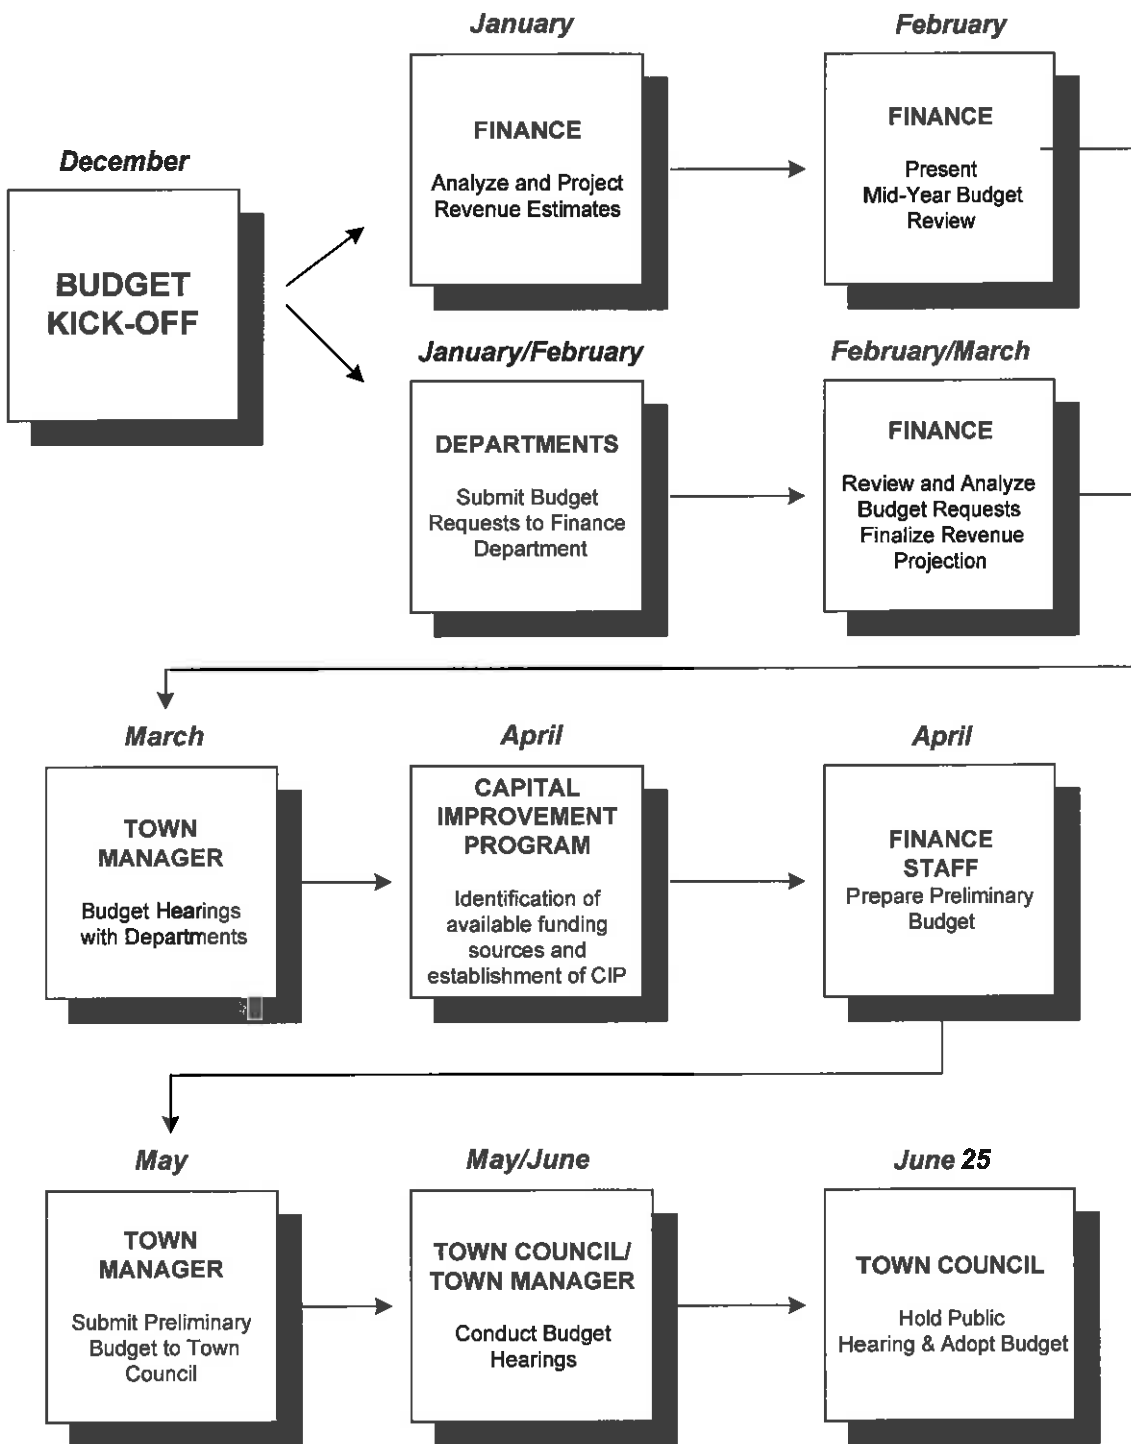 December
BUDGET
KICK-OFF
January
FINANCE
Analyze and Project
Revenue Estimates
February
FINANCE
Present
Mid-Year Budget
Review
January/February
DEPARTMENTS
Submit Budget
Requests to Finance
Department
February/March
FINANCE
Review and Analyze
Budget Requests
Finalize Revenue
Projection
March
TOWN
MANAGER
Budget Hearings
with Departments
April
CAPITAL
IMPROVEMENT
PROGRAM
Identification of
available funding
sources and
establishment of CIP
April
FINANCE
STAFF
Prepare Preliminary
Budget
May
TOWN
MANAGER
Submit Preliminary
Budget to Town
Council
May/June
TOWN COUNCIL/
TOWN MANAGER
Conduct Budget
Hearings
June 25
TOWN COUNCIL
Hold Public
Hearing & Adopt Budget